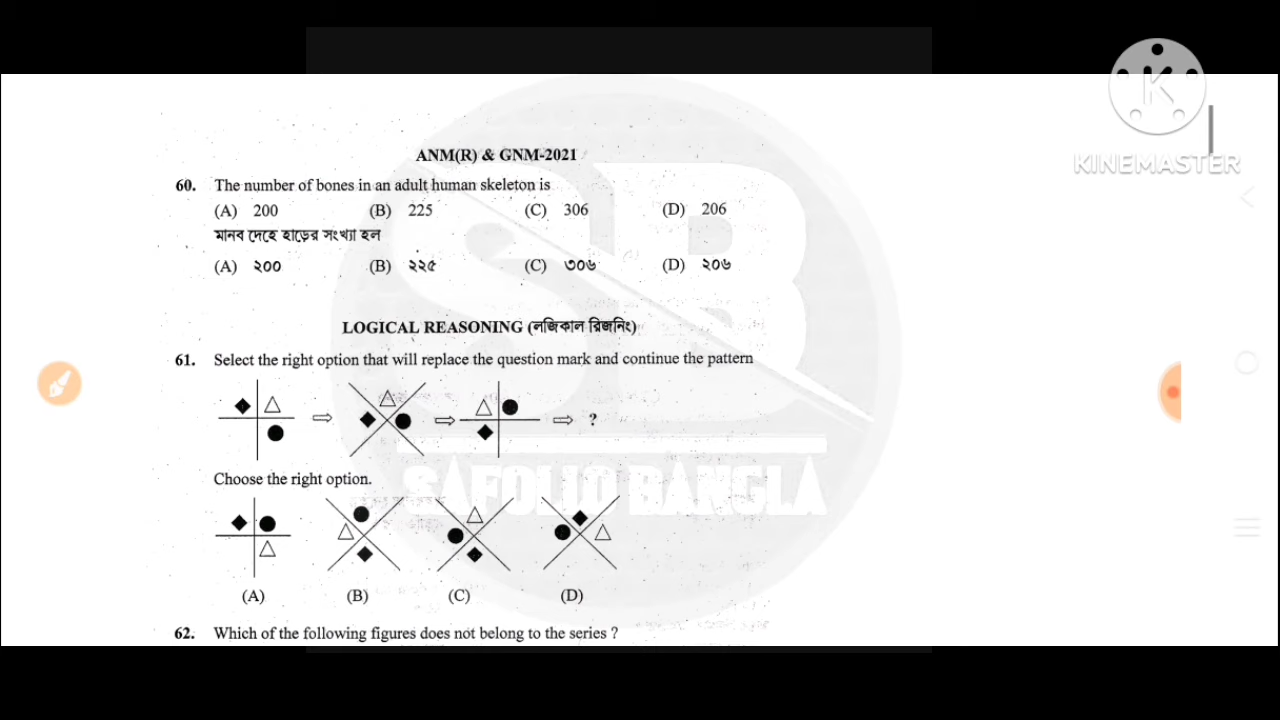 KINEMASTER
ANM(R) & GNM-2021
60. The number of bones in an adult human skeleton is
(A) 200 (B) 225 (C) 306 (D) 206
মানব দেহে হাড়ের সংখ্যা হল
(A) ২০০ (B) ২২৫ (C) ৩০৬ (D) ২০৬
LOGICAL REASONING (লজিকাল রিজনিং)
61. Select the right option that will replace the question mark and continue the pattern
?
Choose the right option.
SAFOLIO BANGLA
(A) (B) (C) (D)
62. Which of the following figures does not belong to the series ?